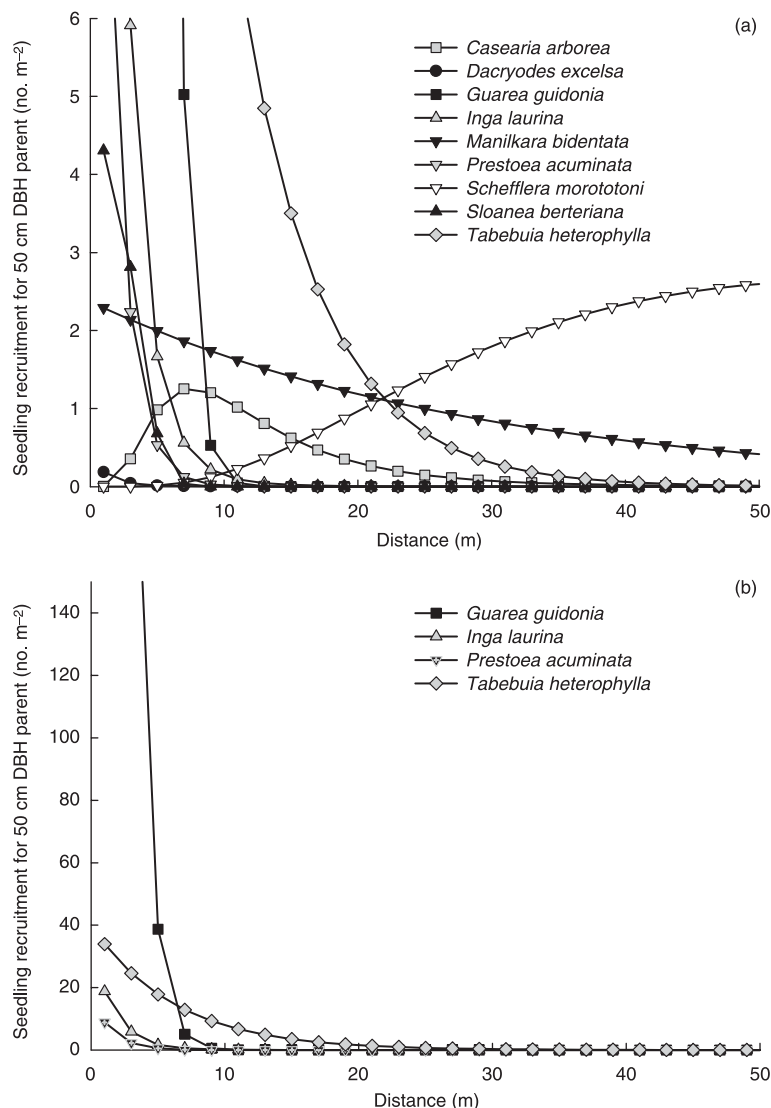 (a)
Seedling recruitment for 50 cm DBH parent (no. m–2)
6
5
4
3
2
1
0
Casearia arborea
Dacryodes excelsa
Guarea guidonia
Inga laurina
Manilkara bidentata
Prestoea acuminata
Schefflera morototoni
Sloanea berteriana
Tabebuia heterophylla
0 10 20 30 40 50
Distance (m)
(b)
Seedling recruitment for 50 cm DBH parent (no. m–2)
140
120
100
80
60
40
20
0
Guarea guidonia
Inga laurina
Prestoea acuminata
Tabebuia heterophylla
0 10 20 30 40 50
Distance (m)